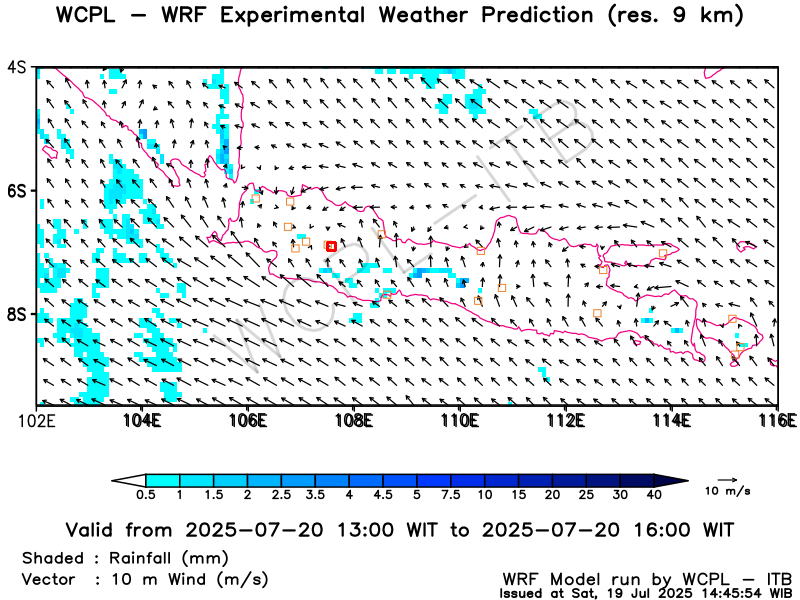 WCPL – WRF Experimental Weather Prediction (res. 9 km)
4S
6S
8S
WCPL–ITB
102E 104E 106E 108E 110E 112E 114E 116E
0.5 1 1.5 2 2.5 3.5 4 4.5 5 7.5 10 15 20 25 30 40
10 m/s
Valid from 2025-07-20 13:00 WIT to 2025-07-20 16:00 WIT
Shaded : Rainfall (mm)
Vector : 10 m Wind (m/s)
WRF Model run by WCPL – ITB
Issued at Sat, 19 Jul 2025 14:45:54 WIB